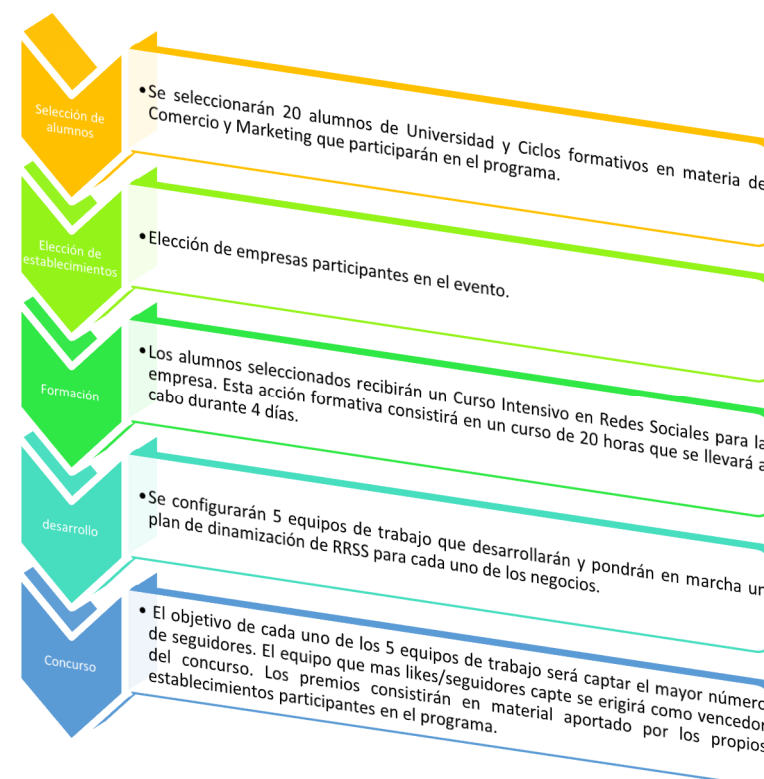 Selección de
alumnos
•Se seleccionarán 20 alumnos de Universidad y Ciclos formativos en materia de
Comercio y Marketing que participarán en el programa.
Elección de
establecimientos
•Elección de empresas participantes en el evento.
Formación
•Los alumnos seleccionados recibirán un Curso Intensivo en Redes Sociales para la
empresa. Esta acción formativa consistirá en un curso de 20 horas que se llevará a
cabo durante 4 días.
desarrollo
•Se configurarán 5 equipos de trabajo que desarrollarán y pondrán en marcha un
plan de dinamización de RRSS para cada uno de los negocios.
Concurso
• El objetivo de cada uno de los 5 equipos de trabajo será captar el mayor número
de seguidores. El equipo que mas likes/seguidores capte se erigirá como vencedor
del concurso. Los premios consistirán en material aportado por los propios
establecimientos participantes en el programa.